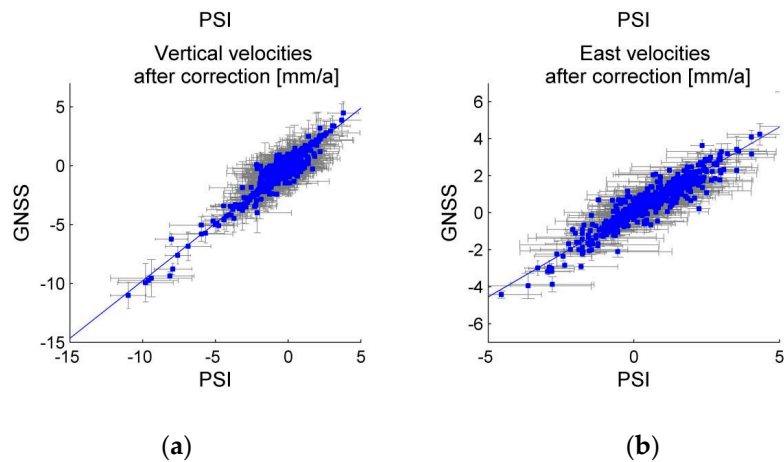 PSI
PSI
Vertical velocities
after correction [mm/a]
East velocities
after correction [mm/a]
5
0
-5
-10
-15
GNSS
-15
-10
-5
0
5
PSI
6
4
2
0
-2
-4
-6
GNSS
-5
0
5
PSI
(a)
(b)